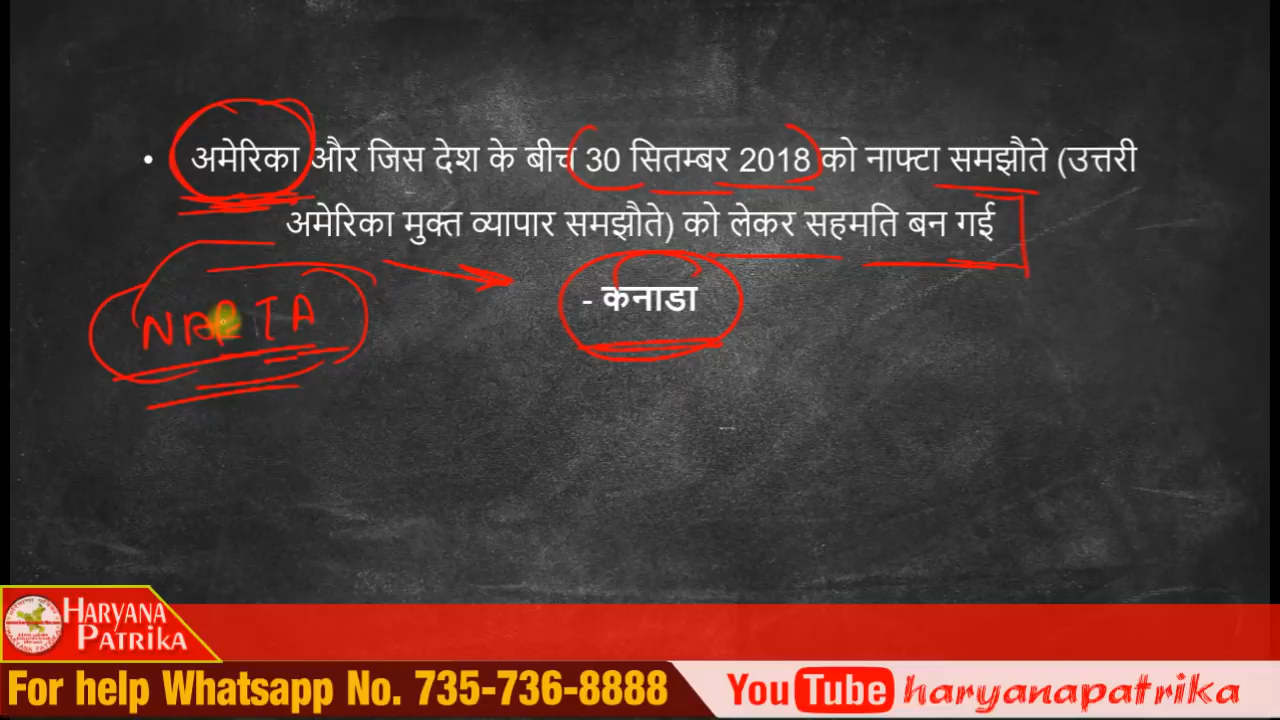 • अमेरिका और जिस देश के बीच 30 सितम्बर 2018 को नाफ्टा समझौते (उत्तरी
अमेरिका मुक्त व्यापार समझौते) को लेकर सहमति बन गई
- कनाडा
HARYANA
PATRIKA
For help Whatsapp No. 735-736-8888
YouTube haryanapatrika